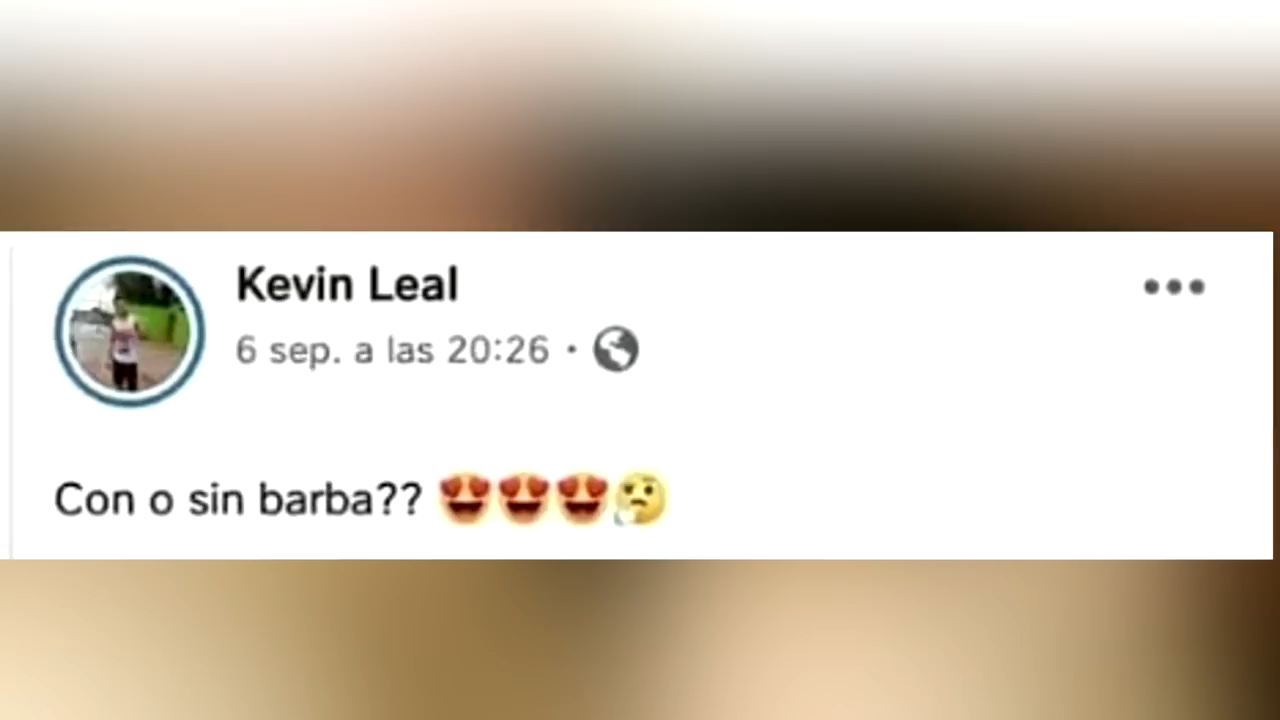 Kevin Leal
6 sep. a las 20:26 ·
Con o sin barba?? 😍😍😍🤔